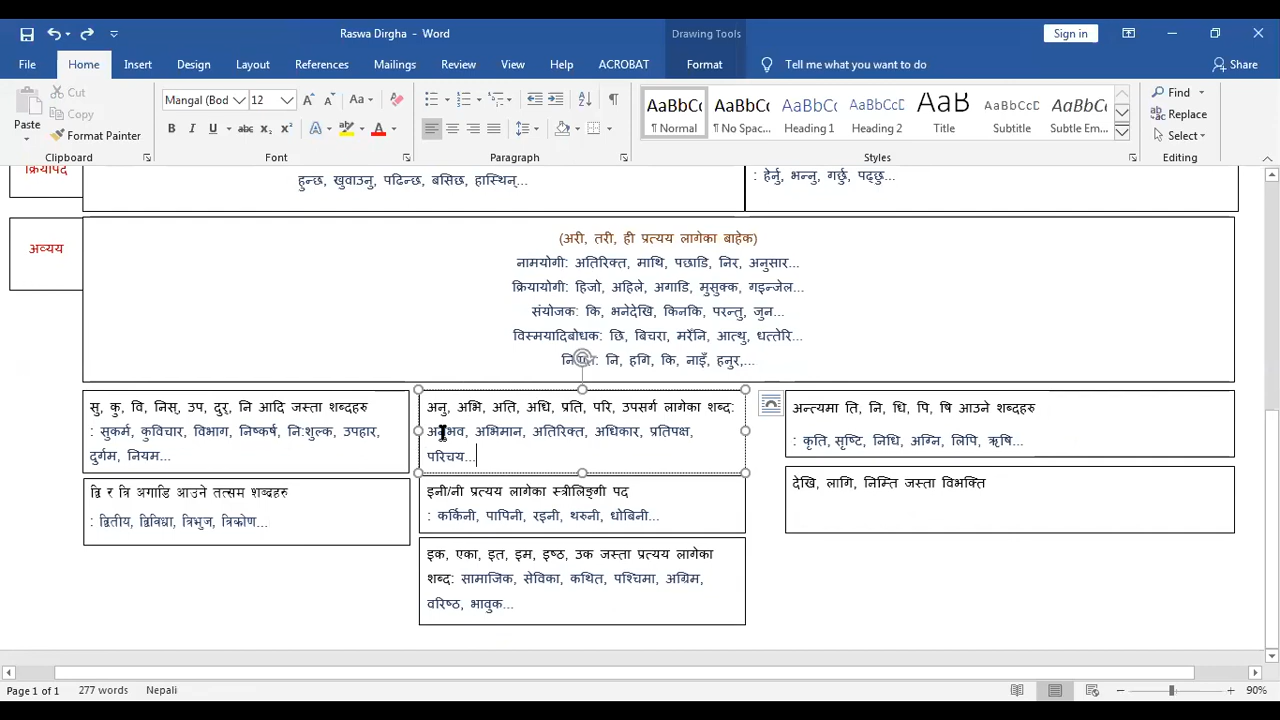 Raswa Dirgha - Word
Drawing Tools
Sign in
File Home Insert Design Layout References Mailings Review View Help ACROBAT Format Tell me what you want to do Share
Paste
Cut
Copy
Format Painter
Clipboard
Mangal (Bod 12
Font
Paragraph
AaBbCc AaBbCc AaBbCc AaBbCc AaB AaBbCc AaBbCc
¶ Normal ¶ No Spac... Heading 1 Heading 2 Title Subtitle Subtle Em...
Styles
Find
Replace
Select
Editing
क्रियापद
हुन्छ, खुवाउनु, पढिन्छ, बसिछ, हास्थिन्...
: हेर्नु, भन्नु, गर्छु, पढ्छु...
अव्यय
(अरी, तरी, ही प्रत्यय लागेका बाहेक)
नामयोगी: अतिरिक्त, माथि, पछाडि, निर, अनुसार...
क्रियायोगी: हिजो, अहिले, अगाडि, मुसुक्क, गइन्जेल...
संयोजक: कि, भनेदेखि, किनकि, परन्तु, जुन...
विस्मयादिबोधक: छि, बिचरा, मरेँनि, आत्थु, धत्तेरि...
नि, हगि, कि, नाइँ, हनुर,...
सु, कु, वि, निस्, उप, दुर्, नि आदि जस्ता शब्दहरु
: सुकर्म, कुविचार, विभाग, निष्कर्ष, नि:शुल्क, उपहार,
दुर्गम, नियम...
द्वि र त्रि अगाडि आउने तत्सम शब्दहरु
: द्वितीय, द्विविधा, त्रिभुज, त्रिकोण...
अनु, अभि, अति, अधि, प्रति, परि, उपसर्ग लागेका शब्द:
अनुभव, अभिमान, अतिरिक्त, अधिकार, प्रतिपक्ष,
परिचय...
इनी/नी प्रत्यय लागेका स्त्रीलिङ्गी पद
: कर्किनी, पापिनी, रइनी, थरुनी, धोबिनी...
इक, एका, इत, इम, इष्ठ, उक जस्ता प्रत्यय लागेका
शब्द: सामाजिक, सेविका, कथित, पश्चिमा, अग्रिम,
वरिष्ठ, भावुक...
अन्त्यमा ति, नि, धि, पि, षि आउने शब्दहरु
: कृति, सृष्टि, निधि, अग्नि, लिपि, ऋषि...
देखि, लागि, निम्ति जस्ता विभक्ति
Page 1 of 1 277 words Nepali 90%